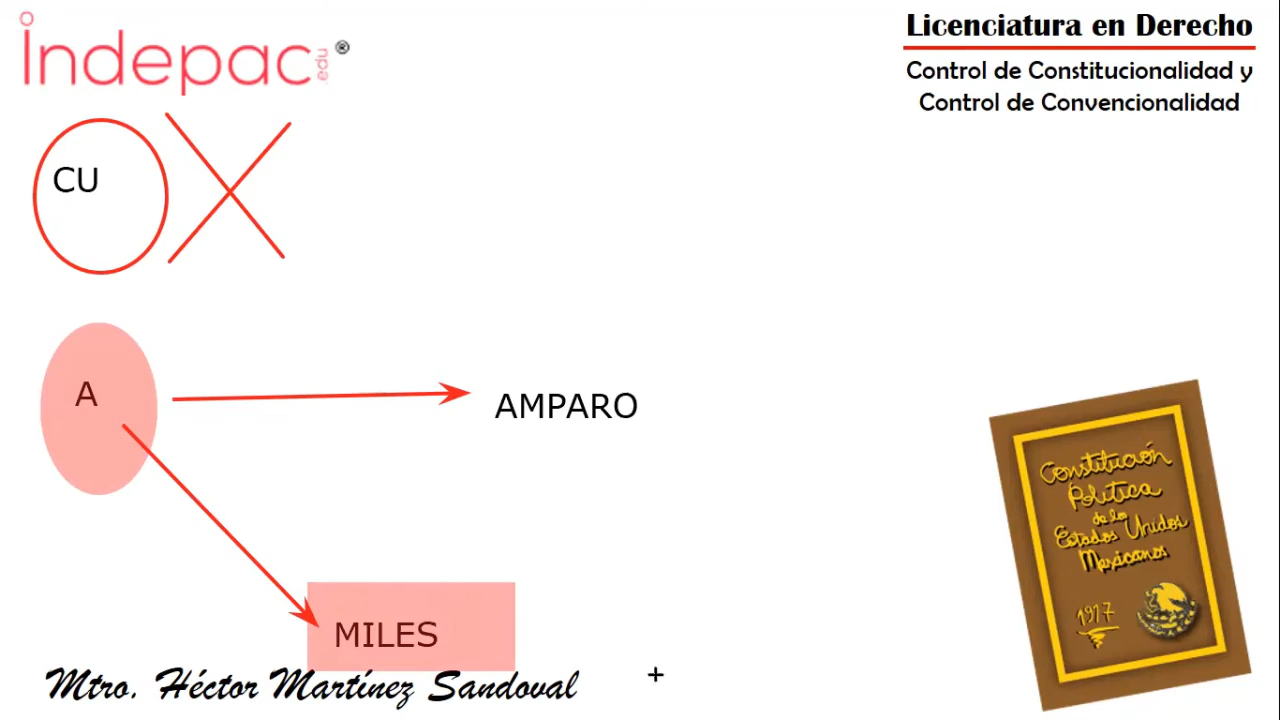 indepac.edu ®
Licenciatura en Derecho
Control de Constitucionalidad y
Control de Convencionalidad
CU
A
AMPARO
MILES
Mtro. Héctor Martínez Sandoval
Constitución
Política
de los
Estados Unidos
Mexicanos
1917